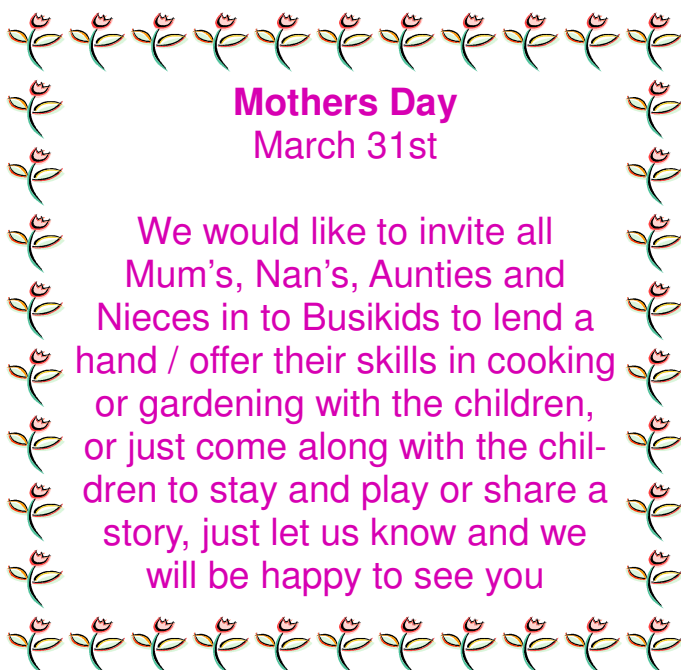 Mothers Day
March 31st
We would like to invite all
Mum’s, Nan’s, Aunties and
Nieces in to Busikids to lend a
hand / offer their skills in cooking
or gardening with the children,
or just come along with the chil-
dren to stay and play or share a
story, just let us know and we
will be happy to see you